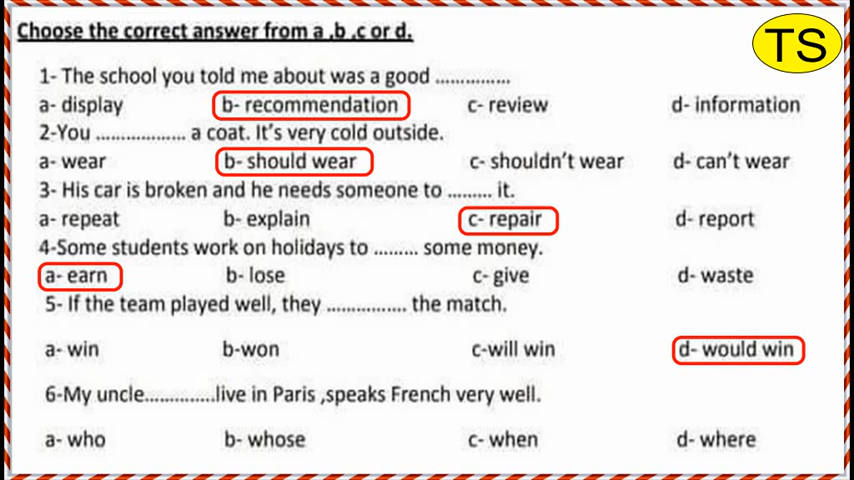 Choose the correct answer from a ,b ,c or d.
TS
1- The school you told me about was a good ...............
a- display b- recommendation c- review d- information
2-You .................. a coat. It's very cold outside.
a- wear b- should wear c- shouldn't wear d- can't wear
3- His car is broken and he needs someone to ......... it.
a- repeat b- explain c- repair d- report
4-Some students work on holidays to ......... some money.
a- earn b- lose c- give d- waste
5- If the team played well, they ................ the match.
a- win b-won c-will win d- would win
6-My uncle..............live in Paris ,speaks French very well.
a- who b- whose c- when d- where